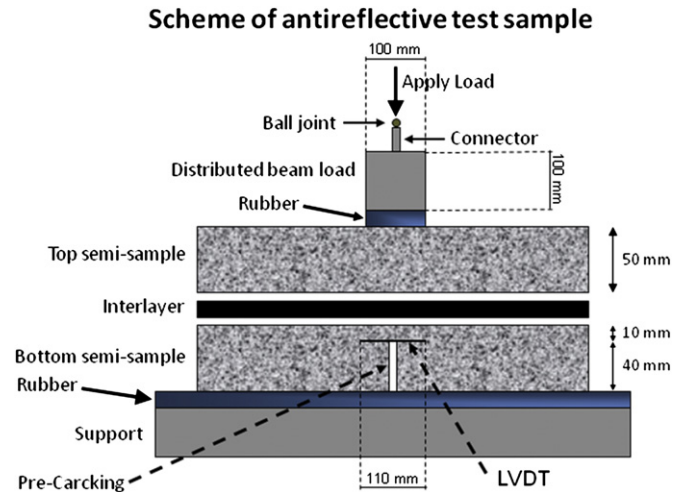 Scheme of antireflective test sample
100 mm
Apply Load
Ball joint
Connector
Distributed beam load
100 mm
Rubber
Top semi-sample
50 mm
Interlayer
10 mm
Bottom semi-sample
40 mm
Rubber
Support
Pre-Carcking
110 mm
LVDT